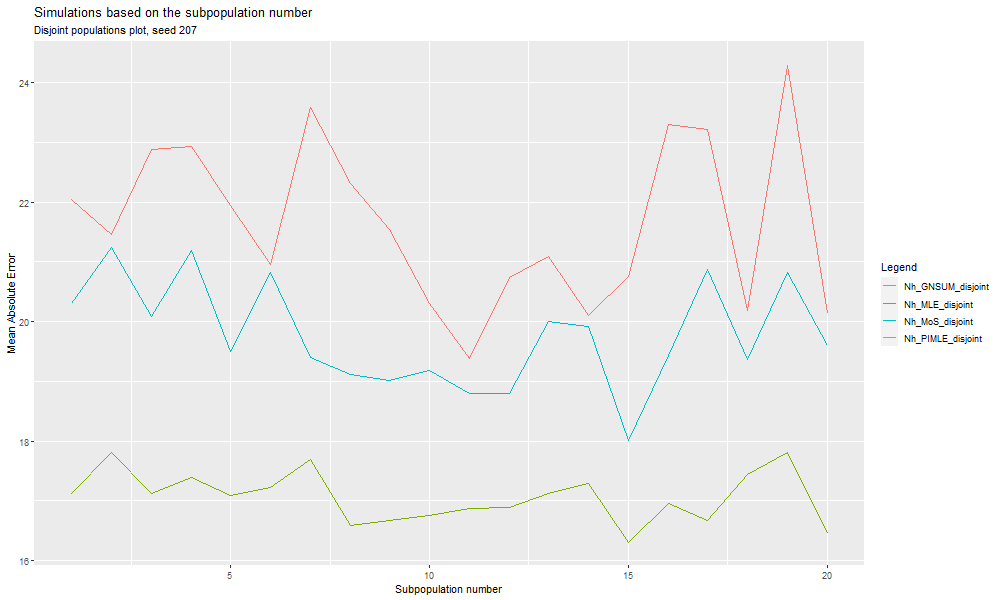 Simulations based on the subpopulation number
Disjoint populations plot, seed 207
Mean Absolute Error
24
22
20
18
16
5
10
15
20
Subpopulation number
Legend
Nh_GNSUM_disjoint
Nh_MLE_disjoint
Nh_MoS_disjoint
Nh_PIMLE_disjoint